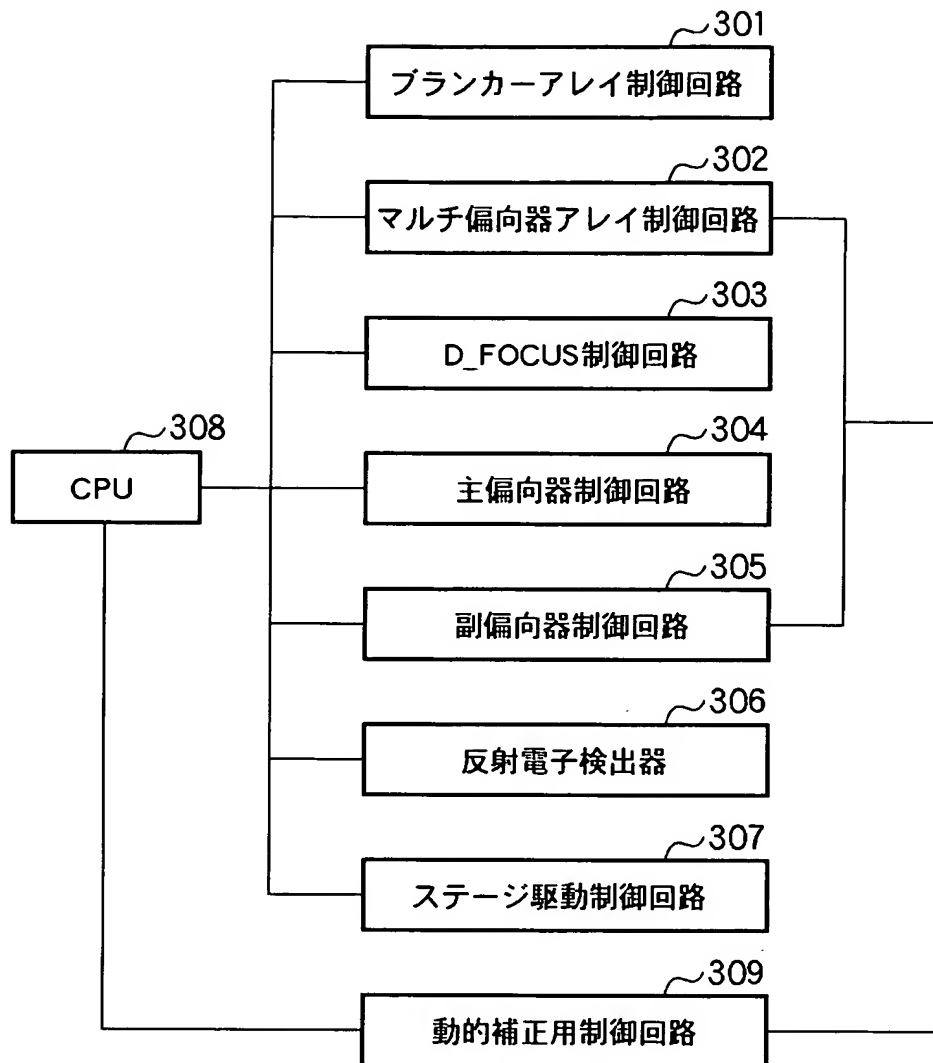 301
ブランカーアレイ制御回路
302
マルチ偏向器アレイ制御回路
303
D_FOCUS制御回路
308
CPU
304
主偏向器制御回路
305
副偏向器制御回路
306
反射電子検出器
307
ステージ駆動制御回路
309
動的補正用制御回路